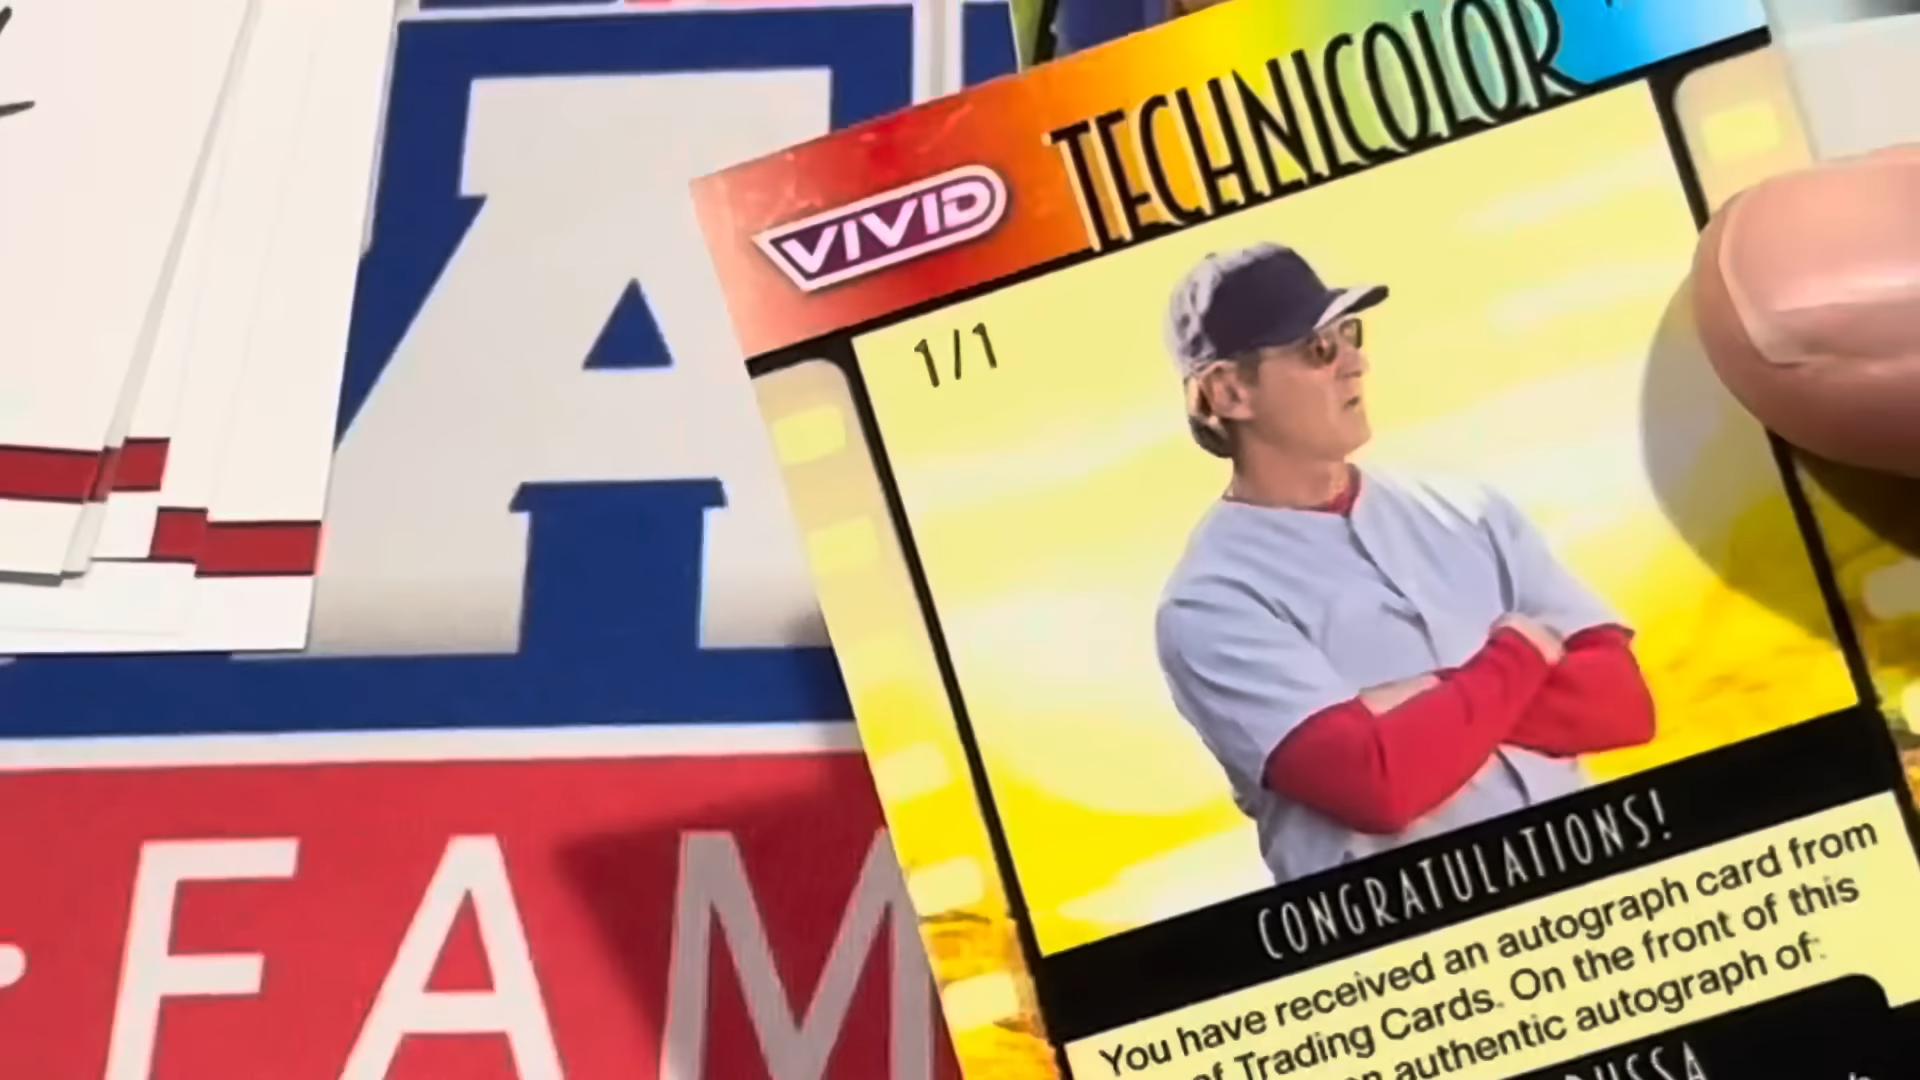 VIVID
TECHNICOLOR
1/1
CONGRATULATIONS!
You have received an autograph card from
of Trading Cards. On the front of this
authentic autograph of:
A
FAM